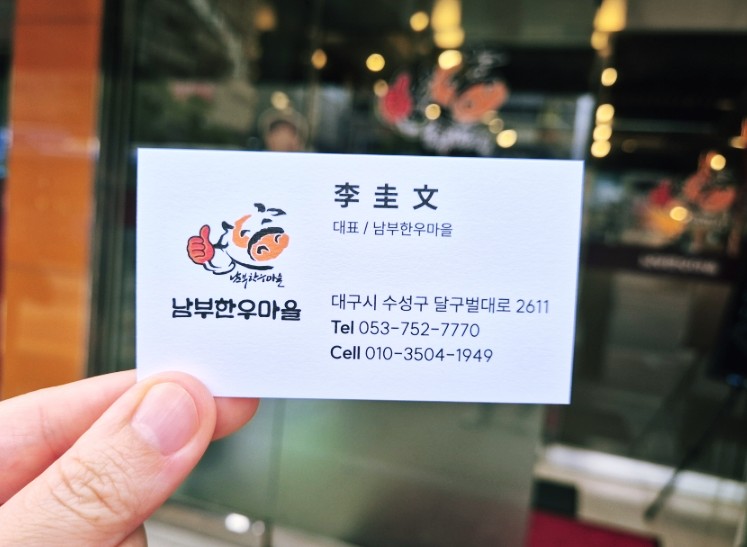 李圭文
대표 / 남부한우마을
남부한우마을
남부한우마을
대구시 수성구 달구벌대로 2611
Tel 053-752-7770
Cell 010-3504-1949